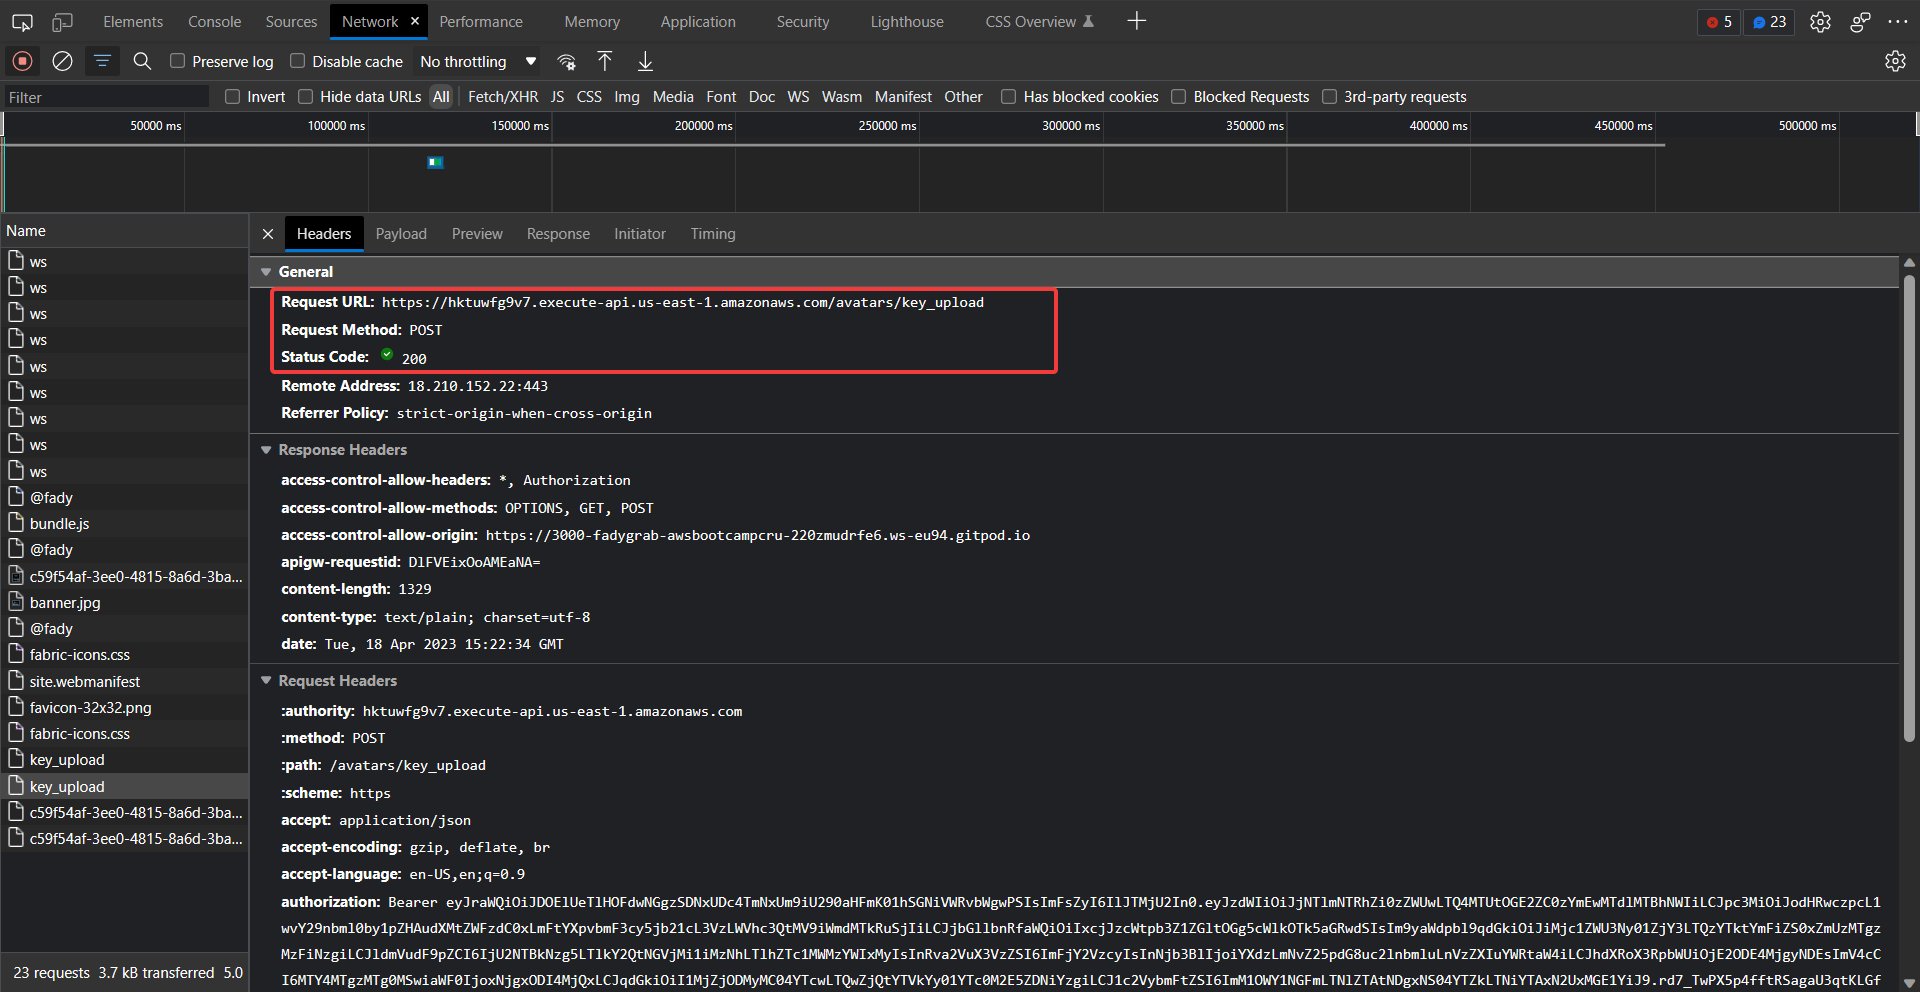 Elements Console Sources Network × Performance Memory Application Security Lighthouse CSS Overview 5 23
Preserve log Disable cache No throttling
Filter Invert Hide data URLs All Fetch/XHR JS CSS Img Media Font Doc WS Wasm Manifest Other Has blocked cookies Blocked Requests 3rd-party requests
50000 ms 100000 ms 150000 ms 200000 ms 250000 ms 300000 ms 350000 ms 400000 ms 450000 ms 500000 ms
Name
ws
ws
ws
ws
ws
ws
ws
ws
ws
@fady
bundle.js
@fady
c59f54af-3ee0-4815-8a6d-3ba...
banner.jpg
@fady
fabric-icons.css
site.webmanifest
favicon-32x32.png
fabric-icons.css
key_upload
key_upload
c59f54af-3ee0-4815-8a6d-3ba...
c59f54af-3ee0-4815-8a6d-3ba...
23 requests 3.7 kB transferred 5.0
Headers Payload Preview Response Initiator Timing
General
Request URL: https://hktuwfg9v7.execute-api.us-east-1.amazonaws.com/avatars/key_upload
Request Method: POST
Status Code: 200
Remote Address: 18.210.152.22:443
Referrer Policy: strict-origin-when-cross-origin
Response Headers
access-control-allow-headers: *, Authorization
access-control-allow-methods: OPTIONS, GET, POST
access-control-allow-origin: https://3000-fadygrab-awsbootcampcru-220zmudrfe6.ws-eu94.gitpod.io
apigw-requestid: DlFVEixOoAMEaNA=
content-length: 1329
content-type: text/plain; charset=utf-8
date: Tue, 18 Apr 2023 15:22:34 GMT
Request Headers
:authority: hktuwfg9v7.execute-api.us-east-1.amazonaws.com
:method: POST
:path: /avatars/key_upload
:scheme: https
accept: application/json
accept-encoding: gzip, deflate, br
accept-language: en-US,en;q=0.9
authorization: Bearer